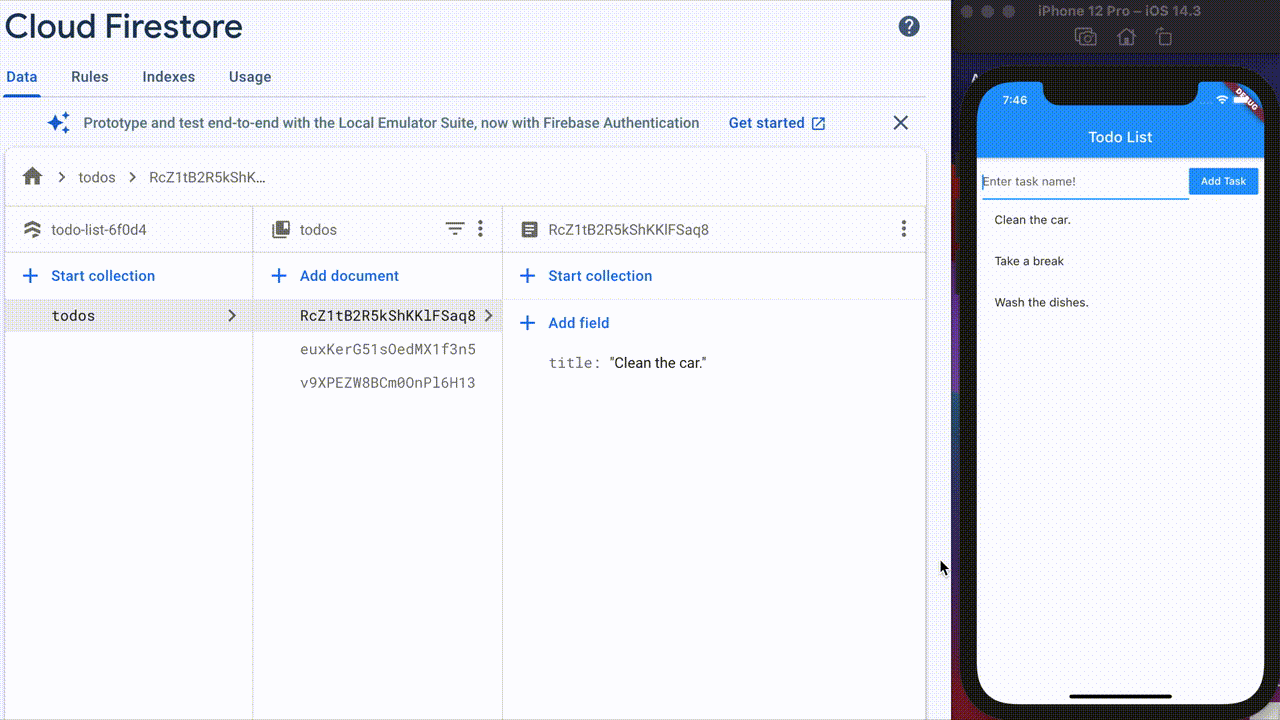 Cloud Firestore
Data Rules Indexes Usage
Prototype and test end-to-end with the Local Emulator Suite, now with Firebase Authentication Get started
todos RcZ1tB2R5kShK...
todo-list-6f0d4 todos RcZ1tB2R5kShKKlFSaq8
Start collection Add document Start collection
todos RcZ1tB2R5kShKKlFSaq8 Add field
euxKerG51sOedMX1f3n5
title: "Clean the car."
v9XPEZW8BCm0OnPl6H13
iPhone 12 Pro – iOS 14.3
7:46
DEBUG
Todo List
Enter task name! Add Task
Clean the car.
Take a break
Wash the dishes.